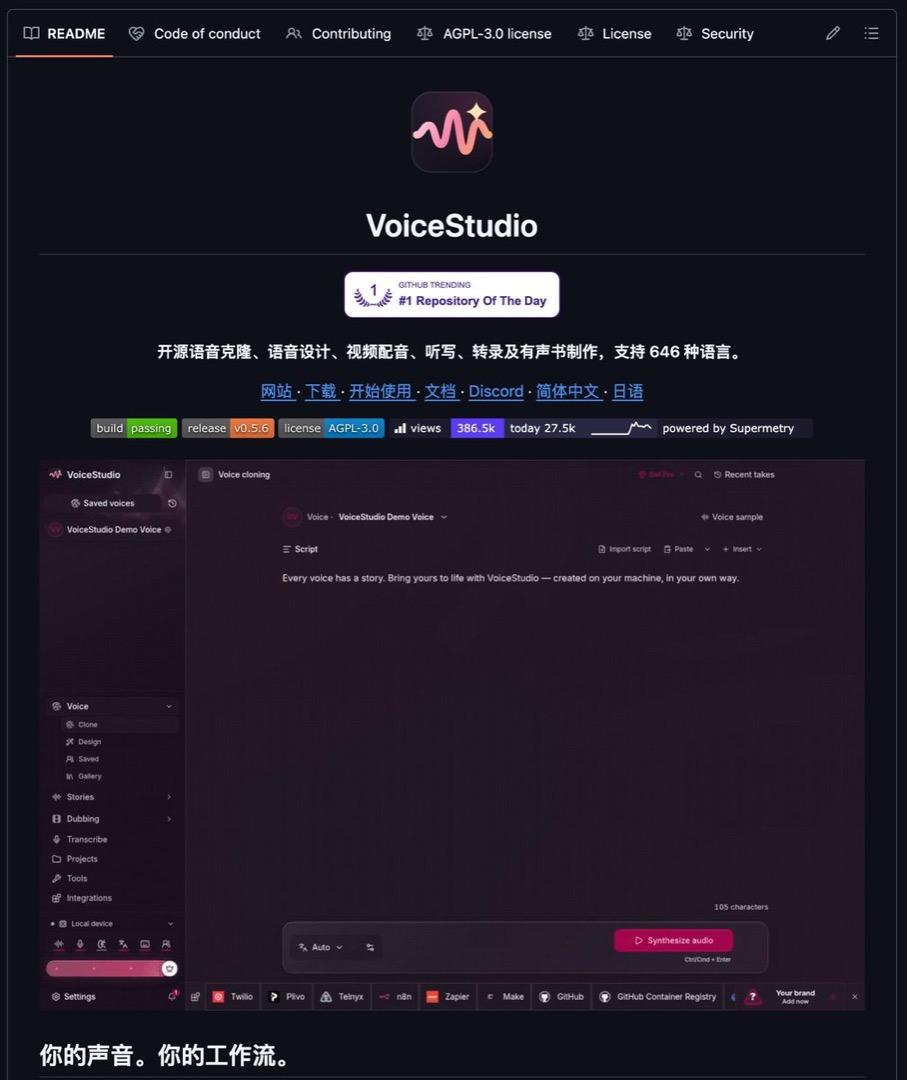 README Code of conduct Contributing AGPL-3.0 license License Security
VoiceStudio
GITHUB TRENDING
1 #1 Repository Of The Day
开源语音克隆、语音设计、视频配音、听写、转录及有声书制作，支持 646 种语言。
网站 · 下载 · 开始使用 · 文档 · Discord · 简体中文 · 日语
build passing release v0.5.6 license AGPL-3.0 views 386.5k today 27.5k powered by Supermetry
VoiceStudio Voice cloning Get Pro Recent takes
Saved voices
VoiceStudio Demo Voice
VV Voice · VoiceStudio Demo Voice Voice sample
Script Import script Paste Insert
Every voice has a story. Bring yours to life with VoiceStudio — created on your machine, in your own way.
Voice
Clone
Design
Saved
Gallery
Stories
Dubbing
Transcribe
Projects
Tools
Integrations
Local device
105 characters
Auto Synthesize audio
Ctrl/Cmd + Enter
Settings Twilio Plivo Telnyx n8n Zapier Make GitHub GitHub Container Registry ? Your brand
Add now
你的声音。你的工作流。